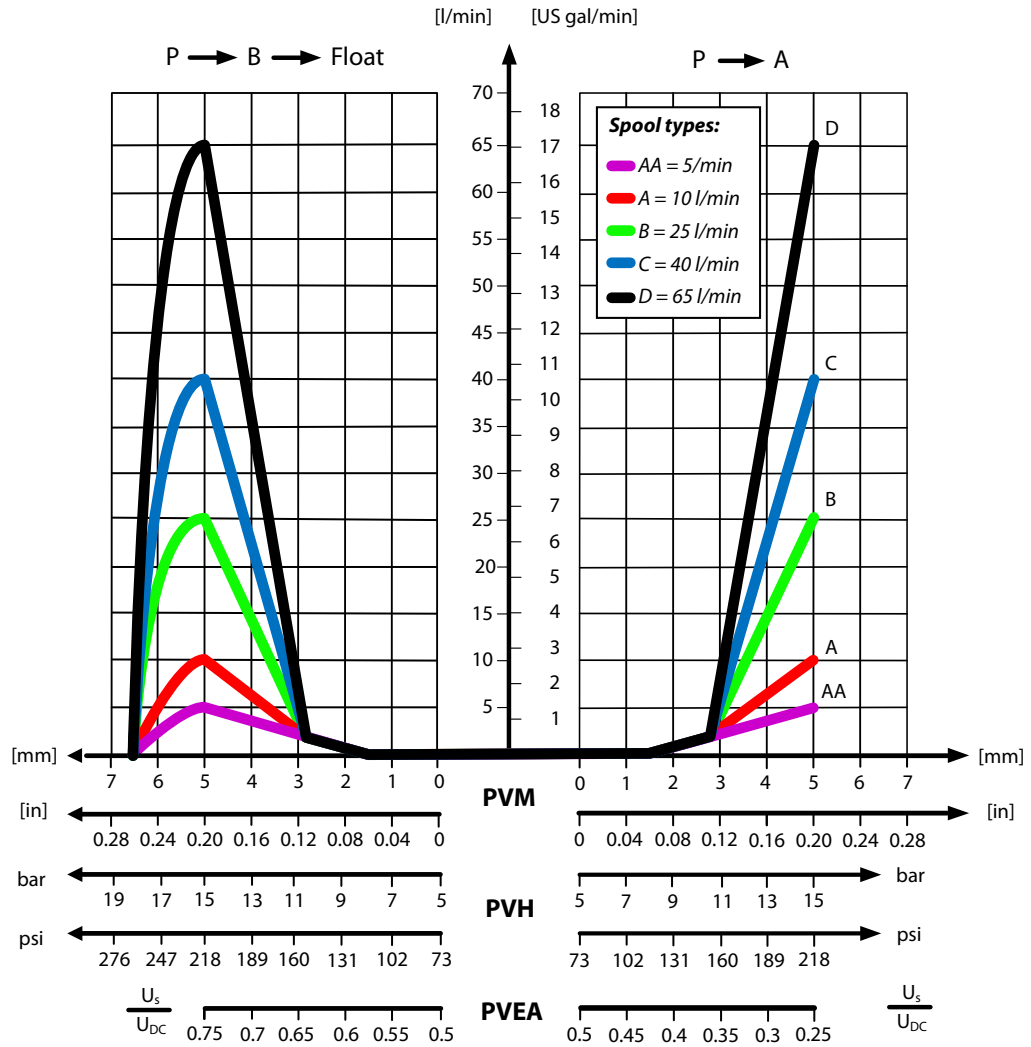 [l/min] [US gal/min]
P B Float
P A
70
65
60
55
50
45
40
35
30
25
20
15
10
5
18
17
16
15
14
13
12
11
10
9
8
7
6
5
4
3
2
1
Spool types:
AA = 5/min
A = 10 l/min
B = 25 l/min
C = 40 l/min
D = 65 l/min
D
C
B
A
AA
[mm] [mm]
7 6 5 4 3 2 1 0 0 1 2 3 4 5 6 7
PVM
[in] [in]
0.28 0.24 0.20 0.16 0.12 0.08 0.04 0 0 0.04 0.08 0.12 0.16 0.20 0.24 0.28
bar bar
19 17 15 13 11 9 7 5 5 7 9 11 13 15
PVH
psi psi
276 247 218 189 160 131 102 73 73 102 131 160 189 218
Us Us
UDC UDC
PVEA
0.75 0.7 0.65 0.6 0.55 0.5 0.5 0.45 0.4 0.35 0.3 0.25